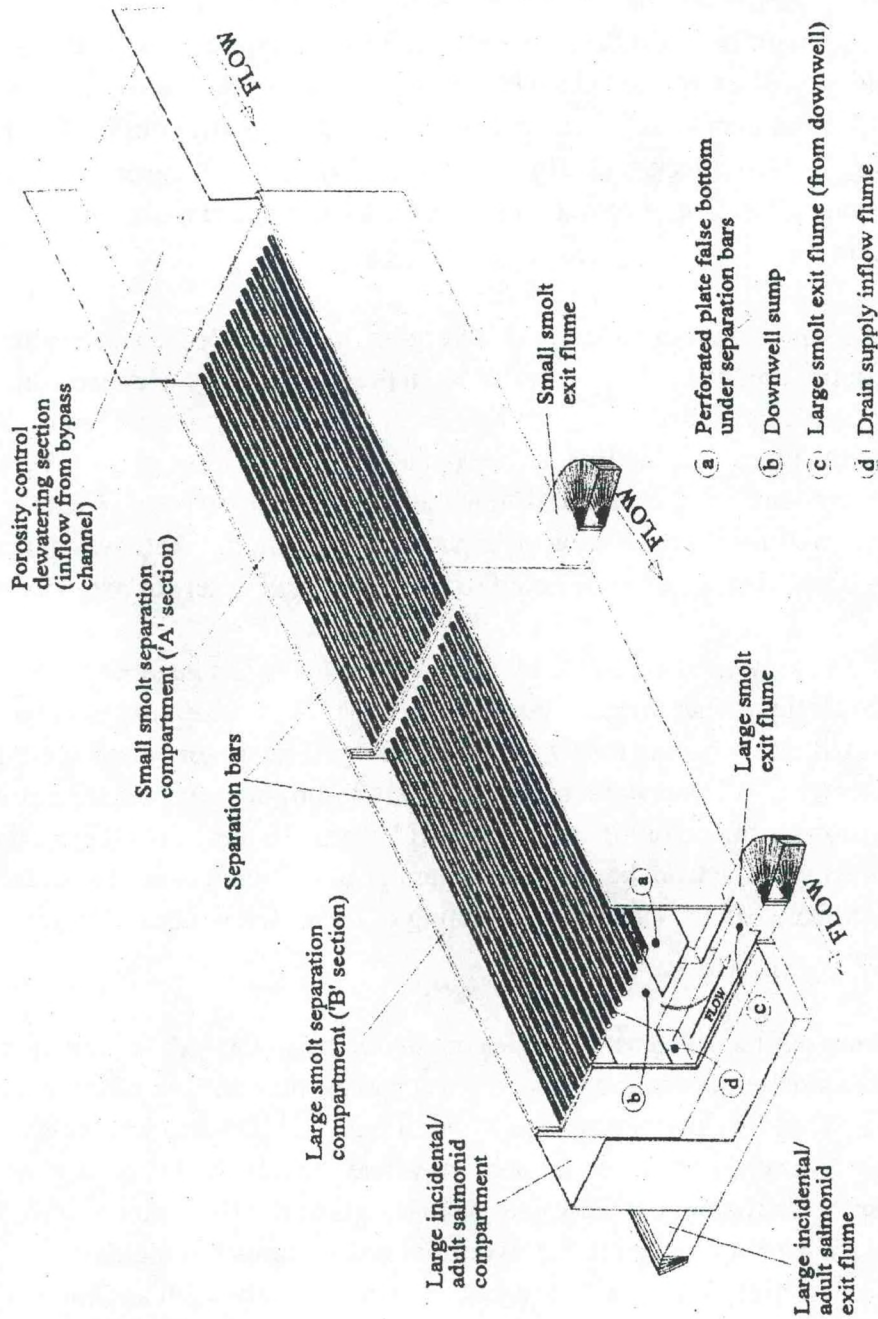 Porosity control
dewatering section
(inflow from bypass
channel)
FLOW
Small smolt separation
compartment ('A' section)
Separation bars
Large smolt separation
compartment ('B' section)
Large incidental/
adult salmonid
compartment
Large incidental/
adult salmonid
exit flume
Small smolt
exit flume
FLOW
Large smolt
exit flume
FLOW
a
b
FLOW
c
d
a Perforated plate false bottom
under separation bars
b Downwell sump
c Large smolt exit flume (from downwell)
d Drain supply inflow flume